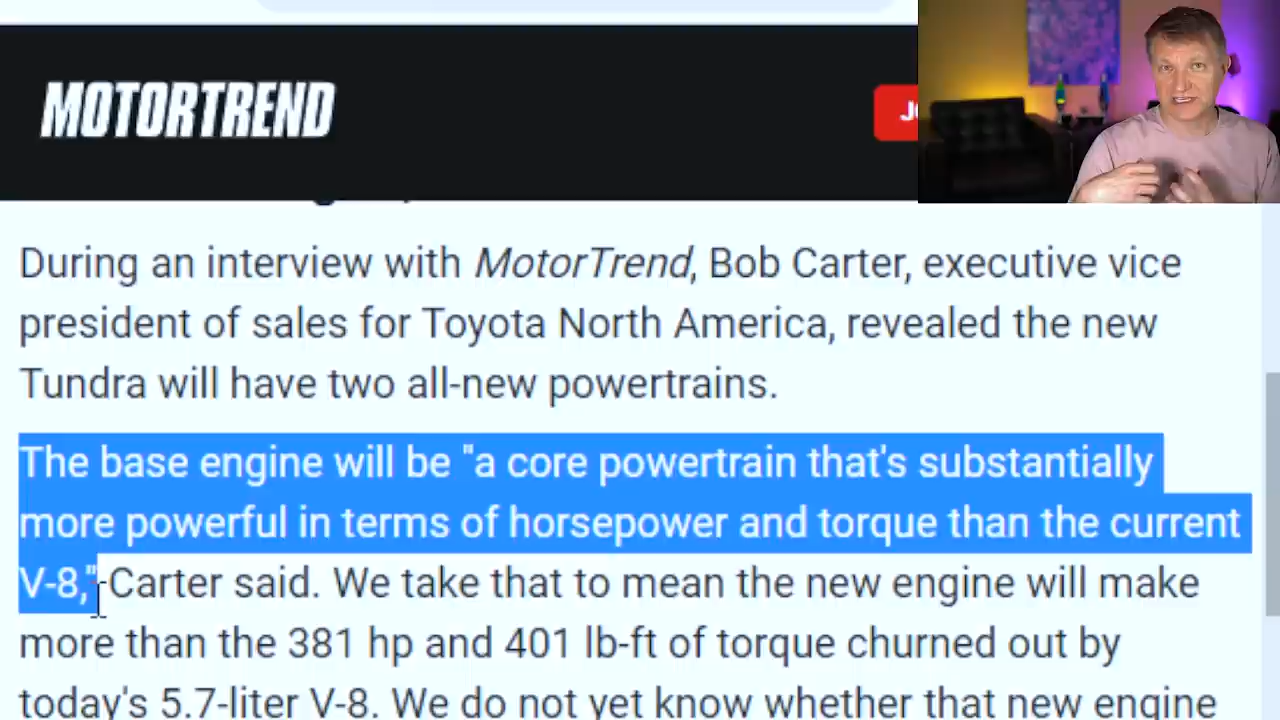 MOTORTREND
During an interview with MotorTrend, Bob Carter, executive vice
president of sales for Toyota North America, revealed the new
Tundra will have two all-new powertrains.
The base engine will be "a core powertrain that's substantially
more powerful in terms of horsepower and torque than the current
V-8," Carter said. We take that to mean the new engine will make
more than the 381 hp and 401 lb-ft of torque churned out by
today's 5.7-liter V-8. We do not yet know whether that new engine